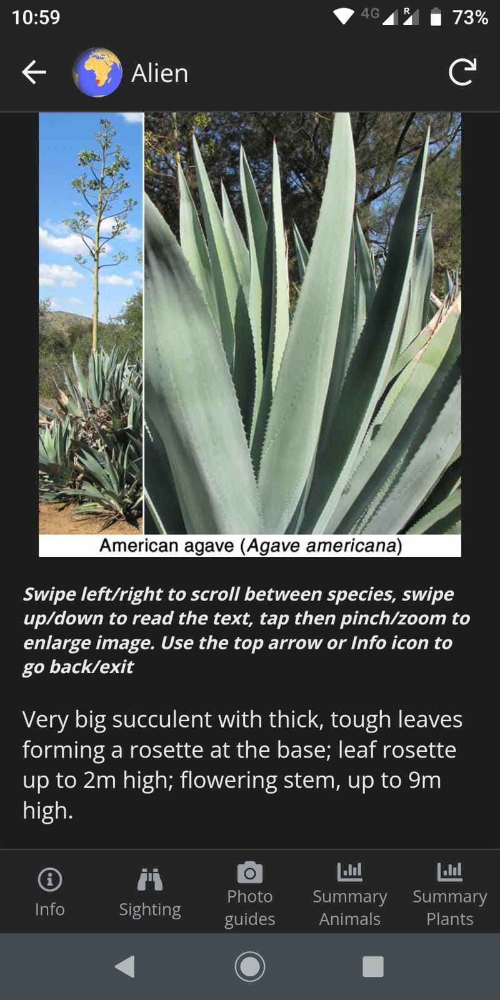 10:59
4G
R
73%
Alien
American agave (Agave americana)
Swipe left/right to scroll between species, swipe
up/down to read the text, tap then pinch/zoom to
enlarge image. Use the top arrow or Info icon to
go back/exit
Very big succulent with thick, tough leaves
forming a rosette at the base; leaf rosette
up to 2m high; flowering stem, up to 9m
high.
Info
Sighting
Photo
guides
Summary
Animals
Summary
Plants